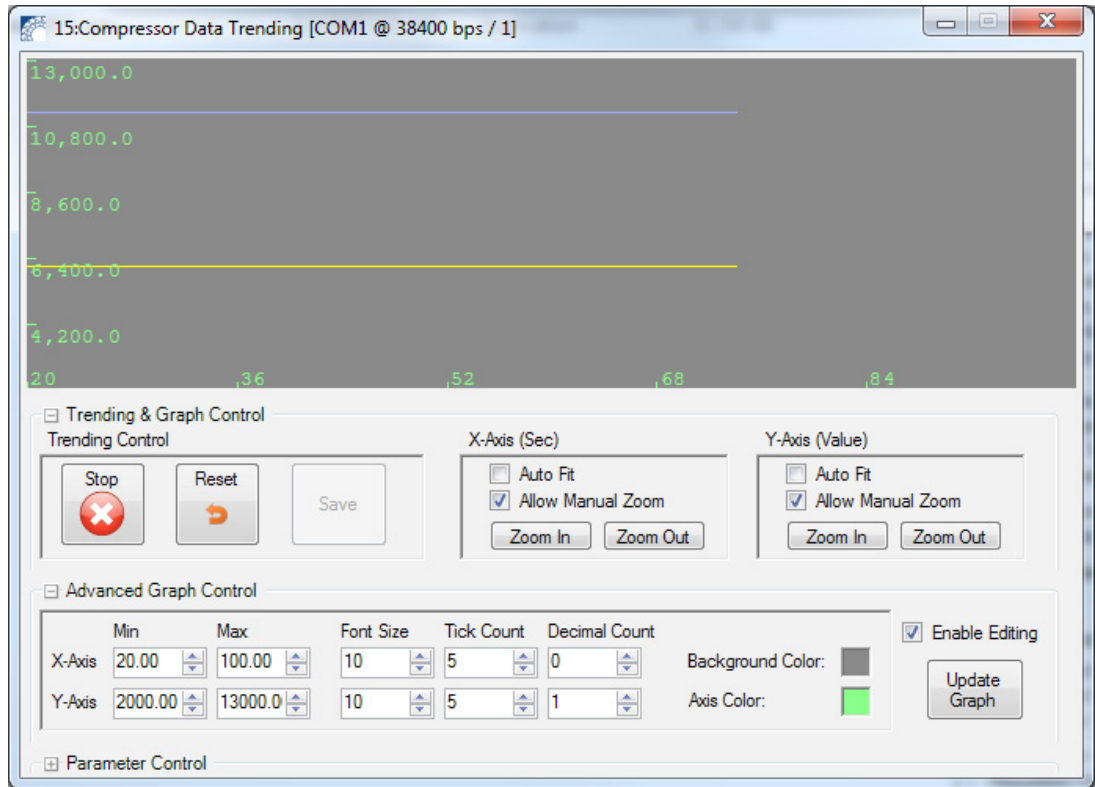 15:Compressor Data Trending [COM1 @ 38400 bps / 1]
13,000.0
10,800.0
8,600.0
6,400.0
4,200.0
20 36 52 68 84
Trending & Graph Control
Trending Control X-Axis (Sec) Y-Axis (Value)
Stop Reset Save Auto Fit Auto Fit
Allow Manual Zoom Allow Manual Zoom
Zoom In Zoom Out Zoom In Zoom Out
Advanced Graph Control
Min Max Font Size Tick Count Decimal Count Enable Editing
X-Axis 20.00 100.00 10 5 0 Background Color:
Y-Axis 2000.00 13000.0 10 5 1 Axis Color: Update Graph
Parameter Control